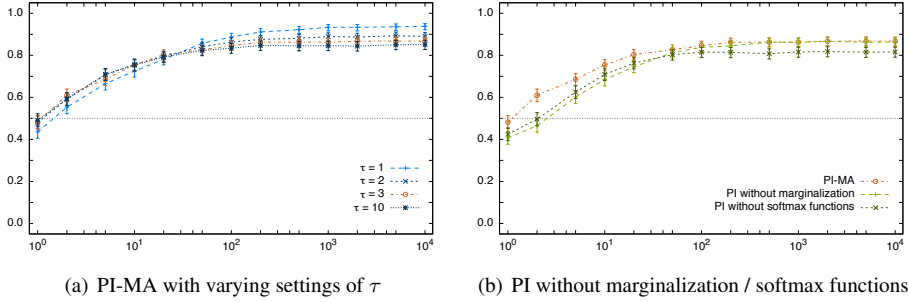 1.0
0.8
0.6
0.4
0.2
0.0
10^0 10^1 10^2 10^3 10^4
τ = 1
τ = 2
τ = 3
τ = 10
(a) PI-MA with varying settings of τ
1.0
0.8
0.6
0.4
0.2
0.0
10^0 10^1 10^2 10^3 10^4
PI-MA
PI without marginalization
PI without softmax functions
(b) PI without marginalization / softmax functions